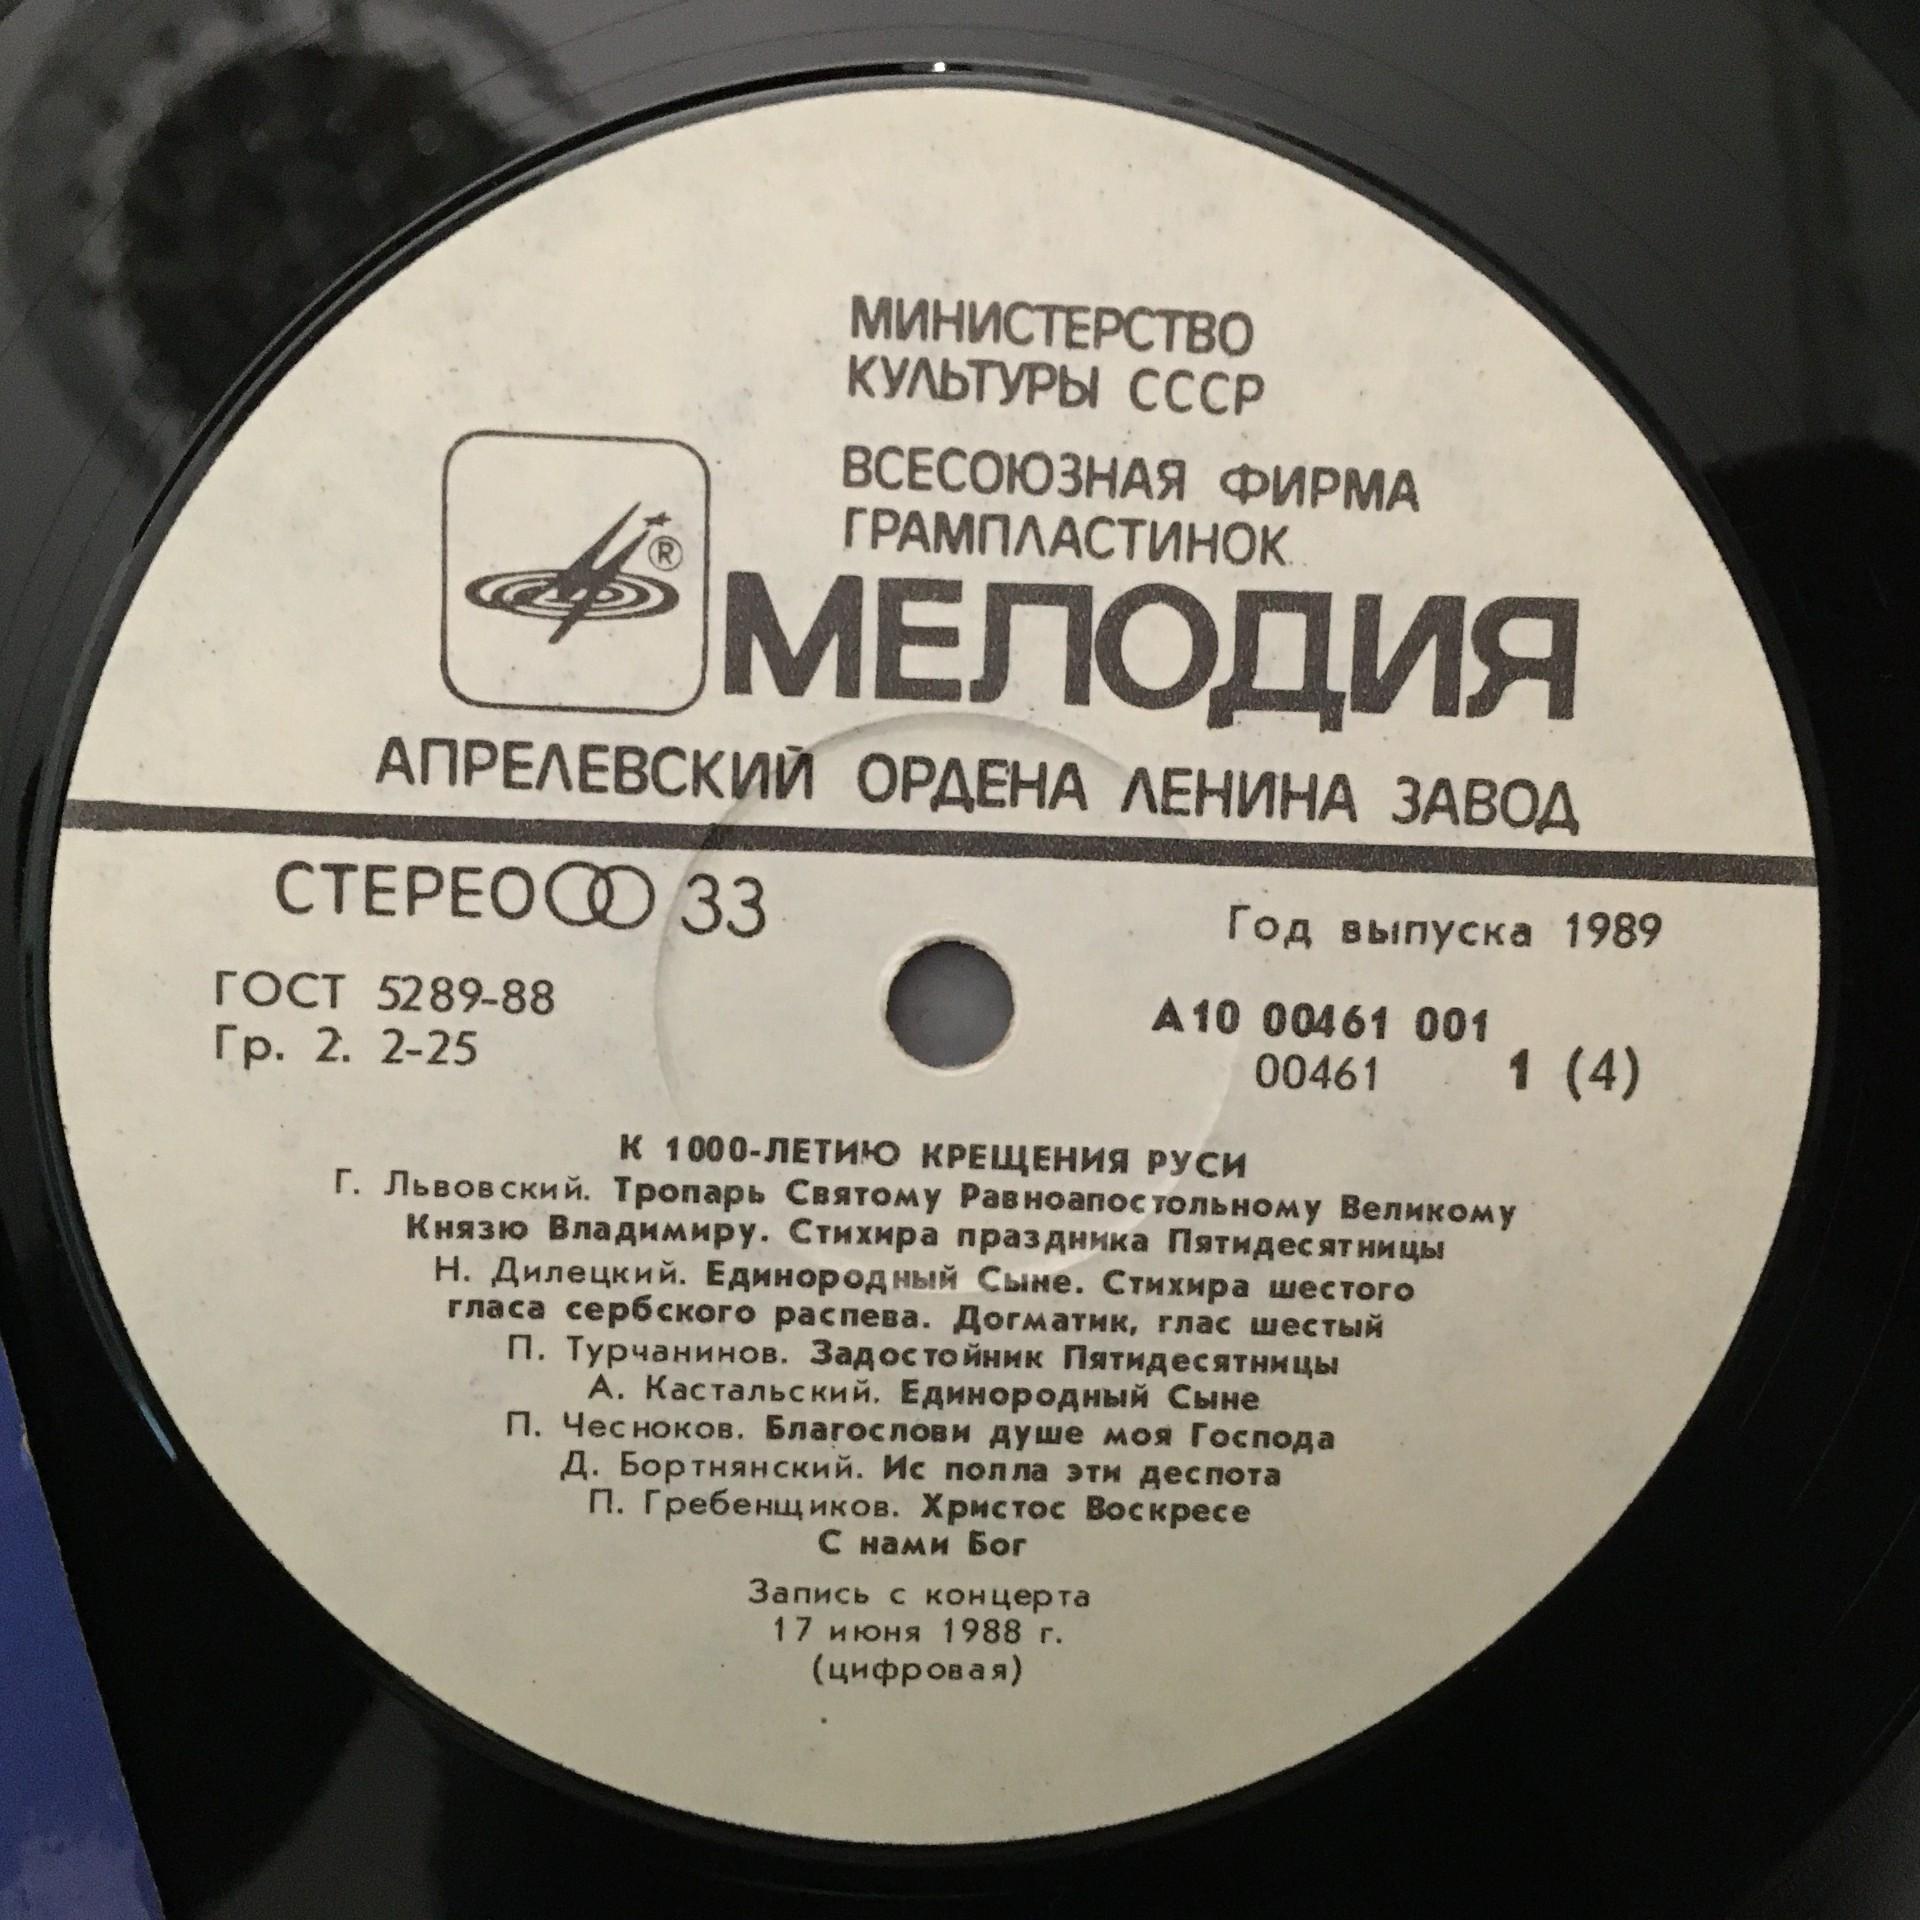 МИНИСТЕРСТВО
КУЛЬТУРЫ СССР
ВСЕСОЮЗНАЯ ФИРМА
ГРАМПЛАСТИНОК
®
МЕЛОДИЯ
АПРЕЛЕВСКИЙ ОРДЕНА ЛЕНИНА ЗАВОД
СТЕРЕО 33
Год выпуска 1989
ГОСТ 5289-88
Гр. 2. 2-25
А10 00461 001
00461 1 (4)
К 1000-ЛЕТИЮ КРЕЩЕНИЯ РУСИ
Г. Львовский. Тропарь Святому Равноапостольному Великому
Князю Владимиру. Стихира праздника Пятидесятницы
Н. Дилецкий. Единородный Сыне. Стихира шестого
гласа сербского распева. Догматик, глас шестый
П. Турчанинов. Задостойник Пятидесятницы
А. Кастальский. Единородный Сыне
П. Чесноков. Благослови душе моя Господа
Д. Бортнянский. Ис полла эти деспота
П. Гребенщиков. Христос Воскресе
С нами Бог
Запись с концерта
17 июня 1988 г.
(цифровая)